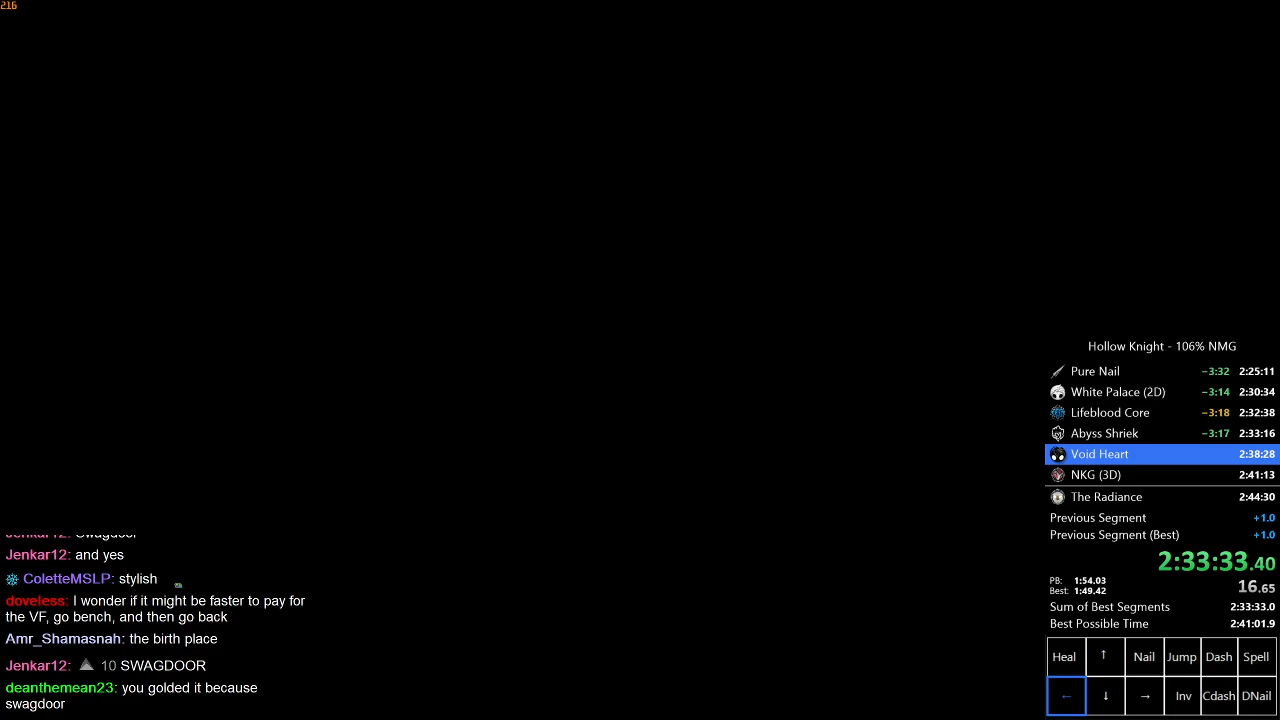 216
Hollow Knight - 106% NMG
Pure Nail -3:32 2:25:11
White Palace (2D) -3:14 2:30:34
Lifeblood Core -3:18 2:32:38
Abyss Shriek -3:17 2:33:16
Void Heart 2:38:28
NKG (3D) 2:41:13
The Radiance 2:44:30
Previous Segment +1.0
Previous Segment (Best) +1.0
2:33:33.40
PB: 1:54.03
Best: 1:49.42
16.65
Sum of Best Segments 2:33:33.0
Best Possible Time 2:41:01.9
Heal ↑ Nail Jump Dash Spell
← ↓ → Inv Cdash DNail
Jenkar12: Swagdoor
Jenkar12: and yes
ColetteMSLP: stylish
doveless: I wonder if it might be faster to pay for
the VF, go bench, and then go back
Amr_Shamasnah: the birth place
Jenkar12: 10 SWAGDOOR
deanthemean23: you golded it because
swagdoor